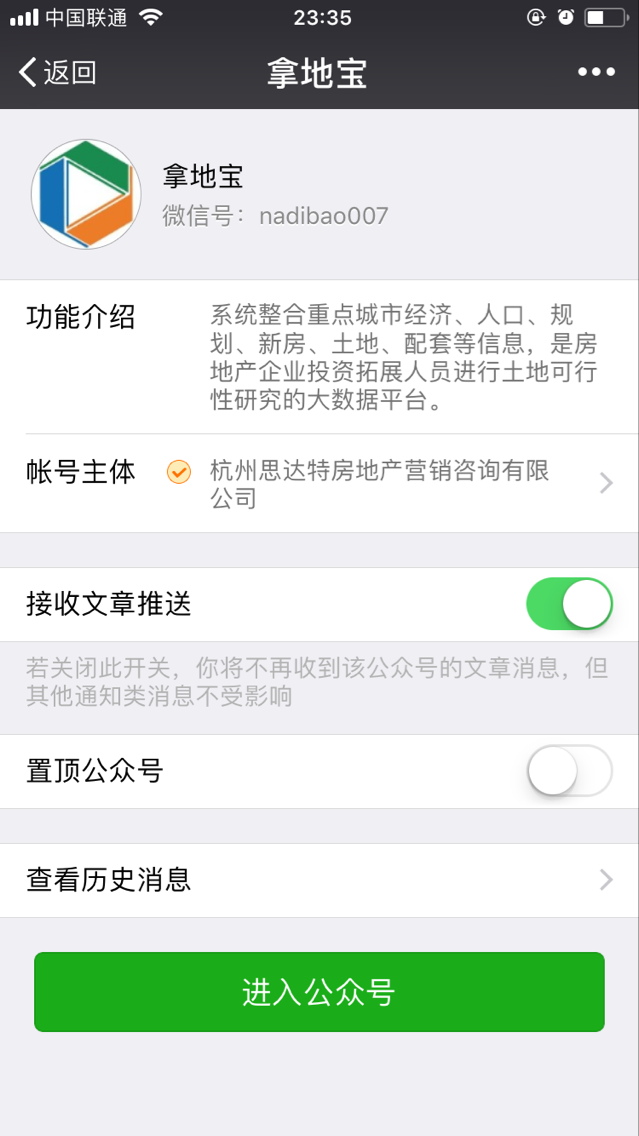 中国联通 23:35
返回 拿地宝
拿地宝
微信号：nadibao007
功能介绍 系统整合重点城市经济、人口、规
划、新房、土地、配套等信息，是房
地产企业投资拓展人员进行土地可行
性研究的大数据平台。
帐号主体 杭州思达特房地产营销咨询有限
公司
接收文章推送
若关闭此开关，你将不再收到该公众号的文章消息，但
其他通知类消息不受影响
置顶公众号
查看历史消息
进入公众号